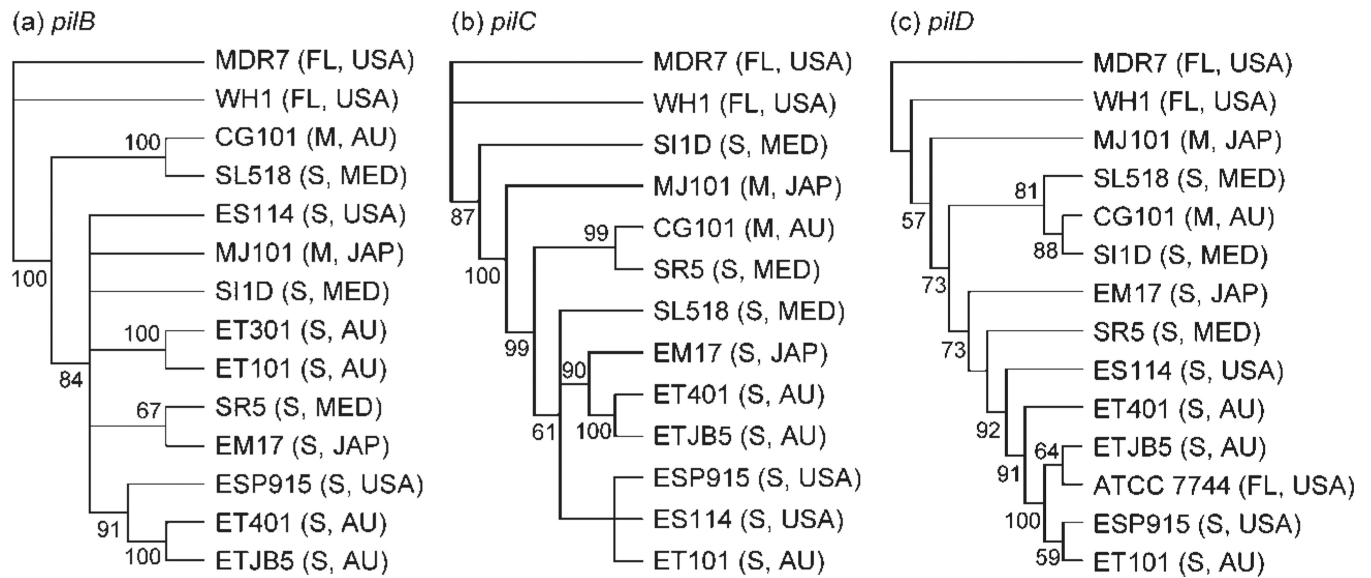 (a) pilB
MDR7 (FL, USA)
WH1 (FL, USA)
100 CG101 (M, AU)
SL518 (S, MED)
ES114 (S, USA)
MJ101 (M, JAP)
100
SI1D (S, MED)
100 ET301 (S, AU)
ET101 (S, AU)
84
67 SR5 (S, MED)
EM17 (S, JAP)
ESP915 (S, USA)
91 ET401 (S, AU)
100 ETJB5 (S, AU)
(b) pilC
MDR7 (FL, USA)
WH1 (FL, USA)
SI1D (S, MED)
MJ101 (M, JAP)
87
99 CG101 (M, AU)
SR5 (S, MED)
100
SL518 (S, MED)
99
90 EM17 (S, JAP)
ET401 (S, AU)
61 100 ETJB5 (S, AU)
ESP915 (S, USA)
ES114 (S, USA)
ET101 (S, AU)
(c) pilD
MDR7 (FL, USA)
WH1 (FL, USA)
MJ101 (M, JAP)
81 SL518 (S, MED)
57 CG101 (M, AU)
88 SI1D (S, MED)
73
EM17 (S, JAP)
SR5 (S, MED)
73
ES114 (S, USA)
ET401 (S, AU)
92
64 ETJB5 (S, AU)
91
ATCC 7744 (FL, USA)
100
ESP915 (S, USA)
59 ET101 (S, AU)